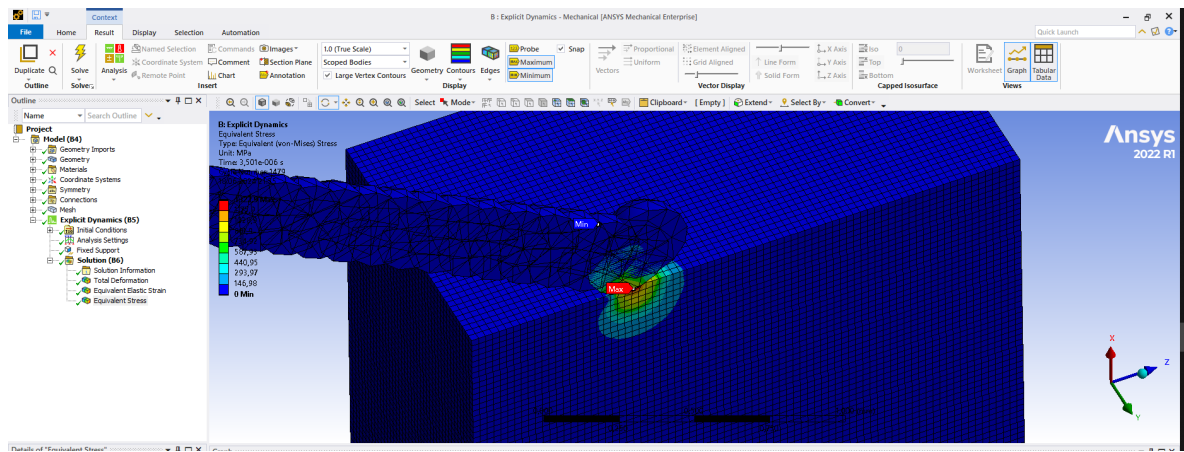 Context
B : Explicit Dynamics - Mechanical [ANSYS Mechanical Enterprise]
File Home Result Display Selection Automation
Quick Launch
Duplicate
Outline
Solve
Solver
Analysis
Named Selection
Coordinate System
Remote Point
Commands
Comment
Chart
Images
Section Plane
Annotation
Insert
1.0 (True Scale)
Scoped Bodies
Large Vertex Contours
Geometry Contours Edges
Probe
Maximum
Minimum
Snap
Display
Vectors
Proportional
Uniform
Element Aligned
Grid Aligned
Line Form
Solid Form
X Axis
Y Axis
Z Axis
Vector Display
Iso
Top
Bottom
0
Capped Isosurface
Worksheet
Graph
Tabular
Data
Views
Outline
Select Mode Clipboard [ Empty ] Extend Select By Convert
Name Search Outline
Project
Model (B4)
Geometry Imports
Geometry
Materials
Coordinate Systems
Symmetry
Connections
Mesh
Explicit Dynamics (B5)
Initial Conditions
Analysis Settings
Fixed Support
Solution (B6)
Solution Information
Total Deformation
Equivalent Elastic Strain
Equivalent Stress
B: Explicit Dynamics
Equivalent Stress
Type: Equivalent (von-Mises) Stress
Unit: MPa
Time: 3,501e-006 s
440,95
293,97
146,98
0 Min
Min
Max
Ansys
2022 R1
X
Z
Y
Details of "Equivalent Stress"